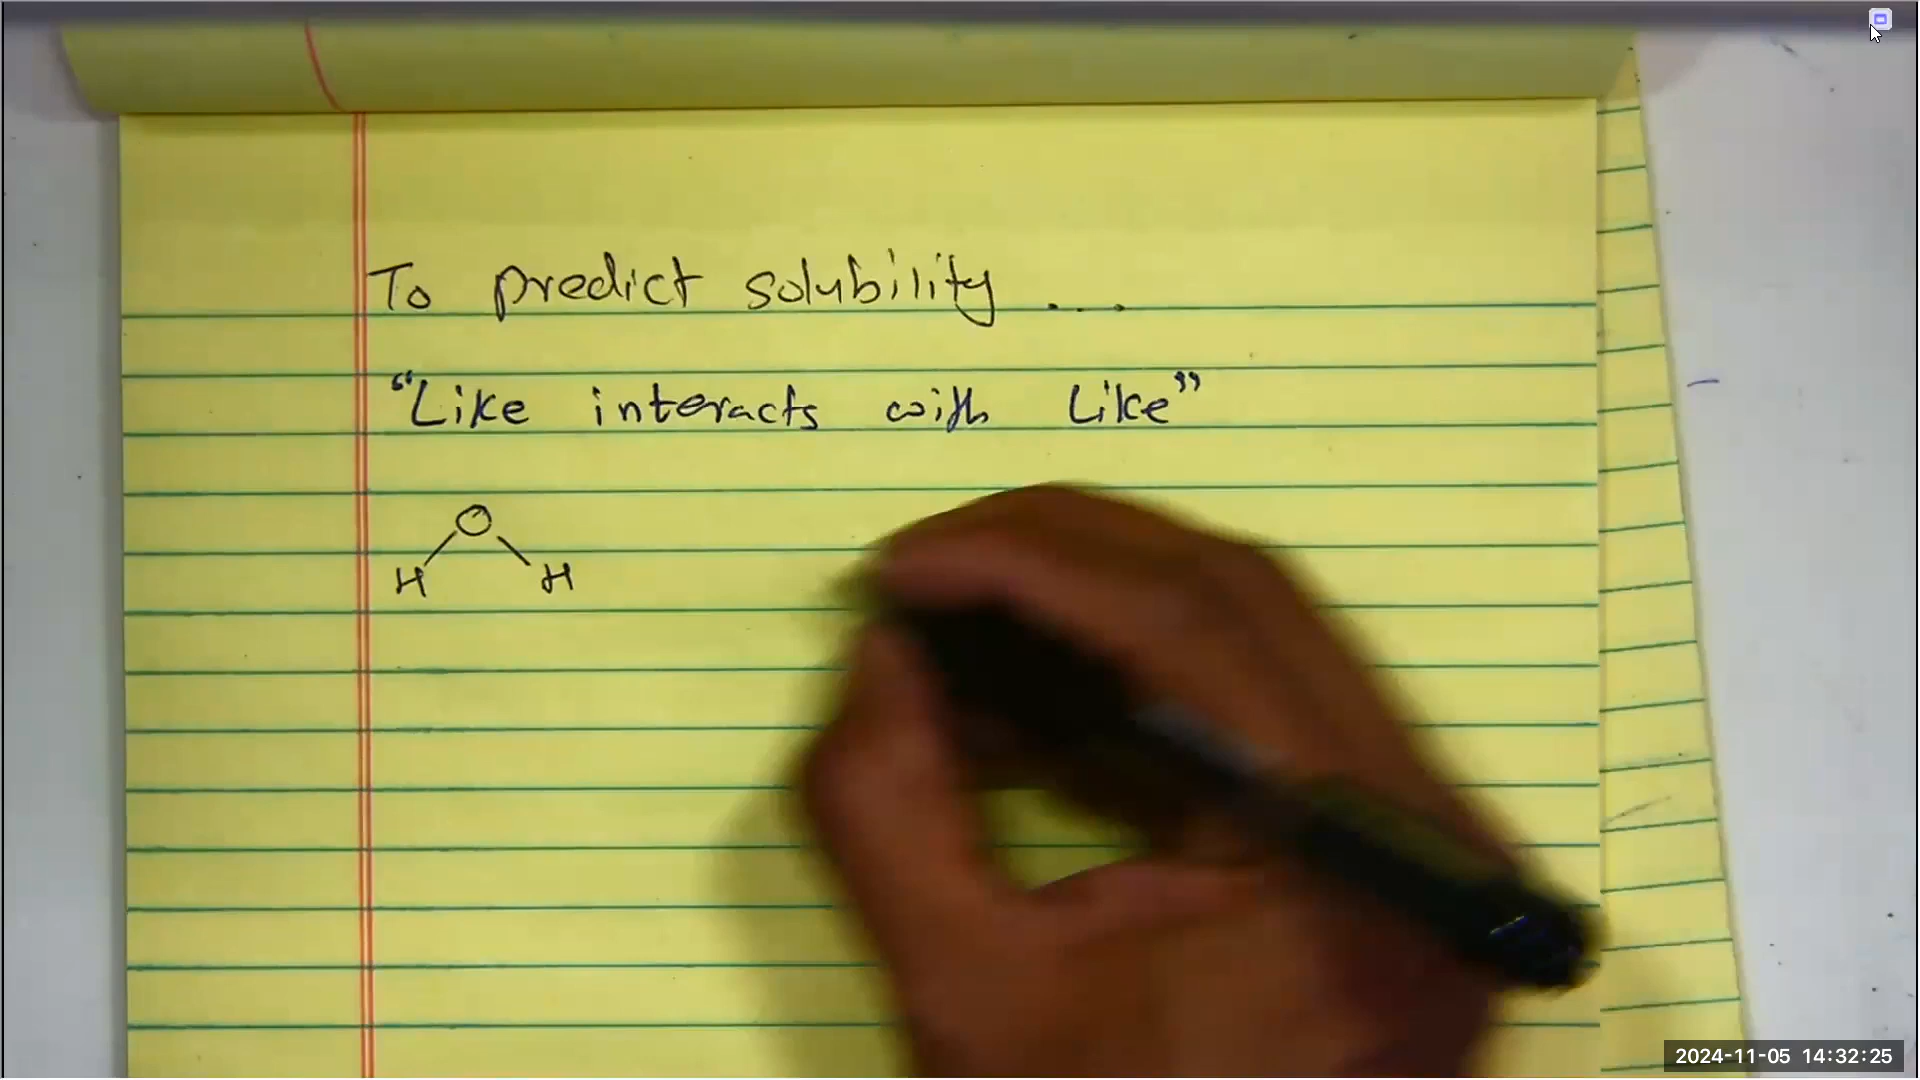 To predict solubility ....
“Like interacts with Like”
O
H H
2024-11-05 14:32:25